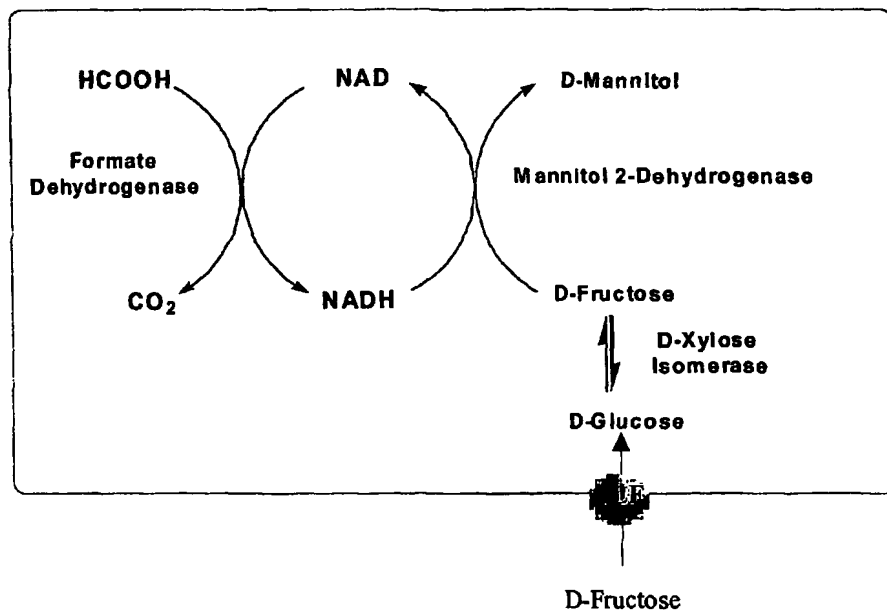 HCOOH
NAD
D-Mannitol
Formate
Dehydrogenase
Mannitol 2-Dehydrogenase
CO2
NADH
D-Fructose
D-Xylose
Isomerase
D-Glucose
D-Fructose